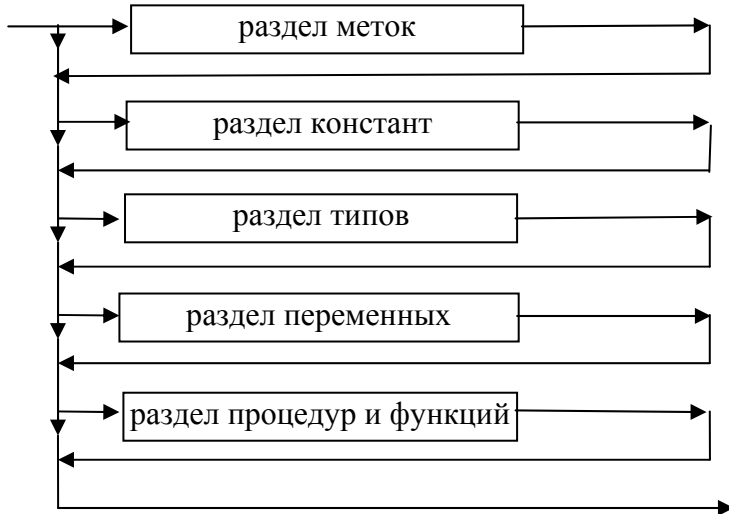 раздел меток
раздел констант
раздел типов
раздел переменных
раздел процедур и функций